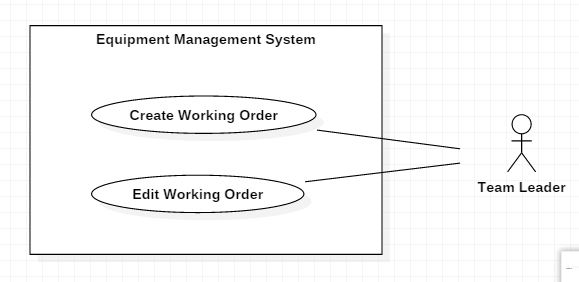 Equipment Management System
Create Working Order
Edit Working Order
Team Leader